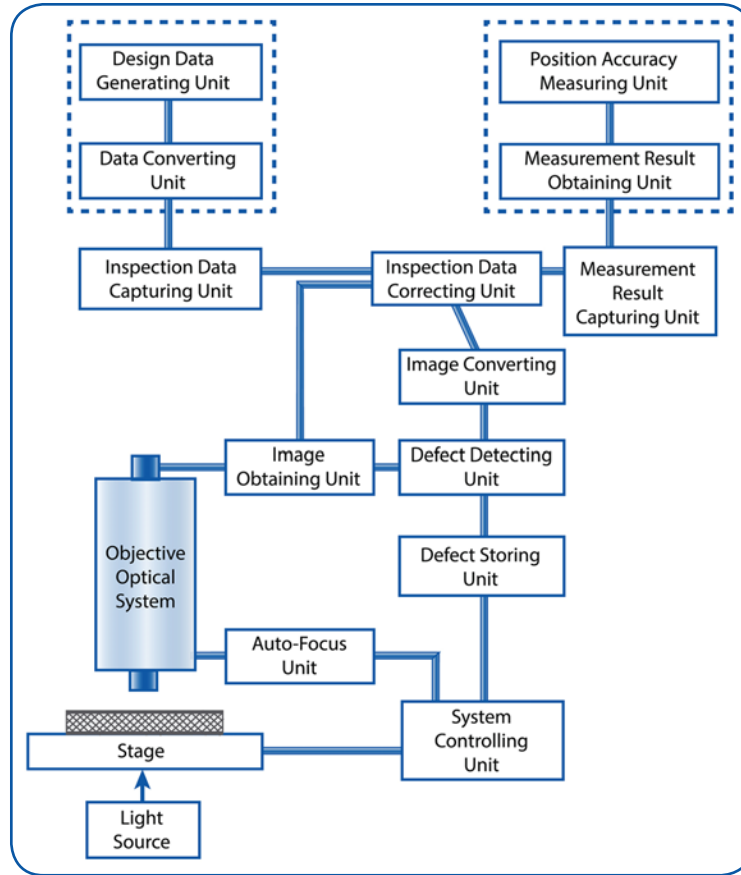 Design Data
Generating Unit
Position Accuracy
Measuring Unit
Data Converting
Unit
Measurement Result
Obtaining Unit
Inspection Data
Capturing Unit
Inspection Data
Correcting Unit
Measurement
Result
Capturing Unit
Image Converting
Unit
Image
Obtaining Unit
Defect Detecting
Unit
Objective
Optical
System
Defect Storing
Unit
Auto-Focus
Unit
System
Controlling
Unit
Stage
Light
Source